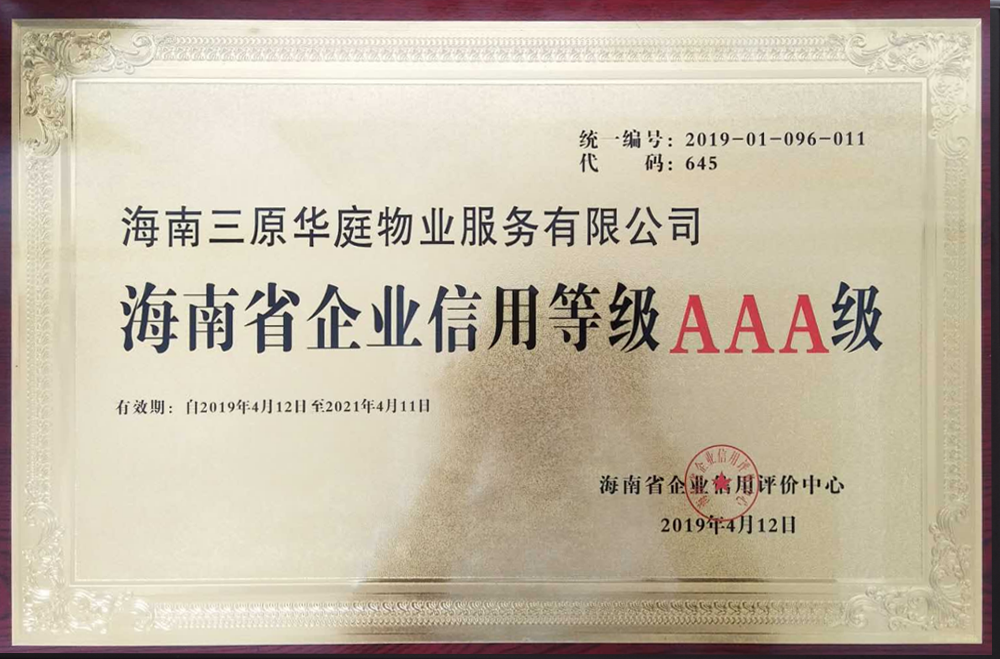 统一编号：2019-01-096-011
代　　码：645
海南三原华庭物业服务有限公司
海南省企业信用等级AAA级
有效期：自2019年4月12日至2021年4月11日
海南省企业信用评价中心
2019年4月12日